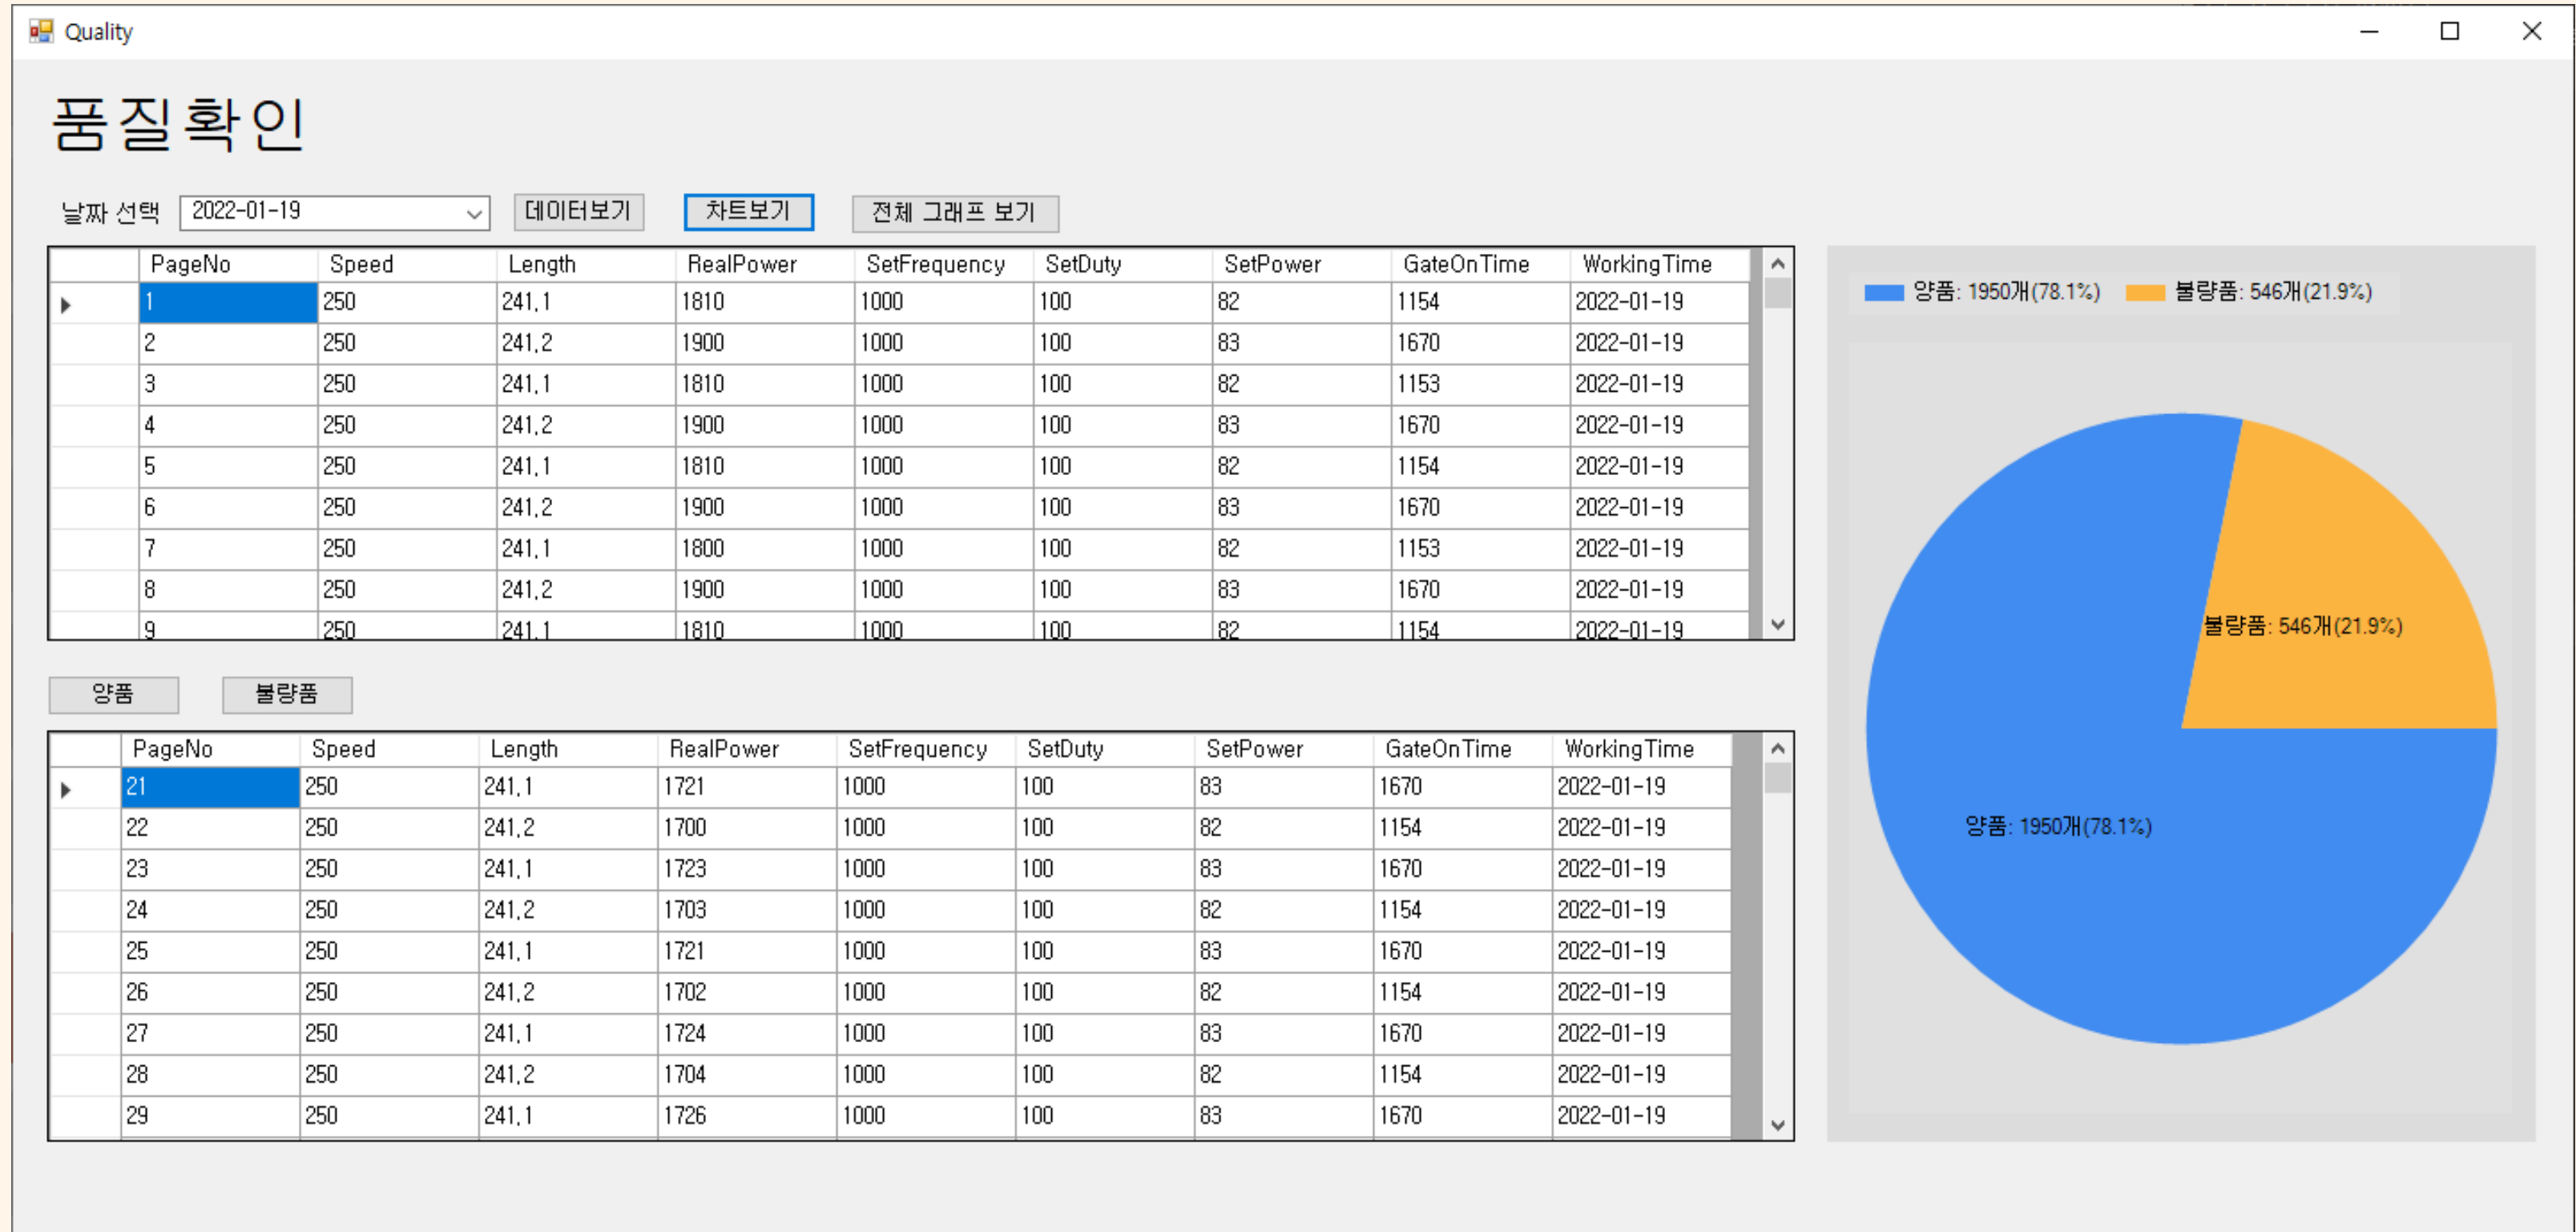 Quality
품질확인
날짜 선택 2022-01-19 데이터보기 차트보기 전체 그래프 보기
PageNo Speed Length RealPower SetFrequency SetDuty SetPower GateOnTime WorkingTime
1 250 241,1 1810 1000 100 82 1154 2022-01-19
2 250 241,2 1900 1000 100 83 1670 2022-01-19
3 250 241,1 1810 1000 100 82 1153 2022-01-19
4 250 241,2 1900 1000 100 83 1670 2022-01-19
5 250 241,1 1810 1000 100 82 1154 2022-01-19
6 250 241,2 1900 1000 100 83 1670 2022-01-19
7 250 241,1 1800 1000 100 82 1153 2022-01-19
8 250 241,2 1900 1000 100 83 1670 2022-01-19
9 250 241,1 1810 1000 100 82 1154 2022-01-19
양품 불량품
PageNo Speed Length RealPower SetFrequency SetDuty SetPower GateOnTime WorkingTime
21 250 241,1 1721 1000 100 83 1670 2022-01-19
22 250 241,2 1700 1000 100 82 1154 2022-01-19
23 250 241,1 1723 1000 100 83 1670 2022-01-19
24 250 241,2 1703 1000 100 82 1154 2022-01-19
25 250 241,1 1721 1000 100 83 1670 2022-01-19
26 250 241,2 1702 1000 100 82 1154 2022-01-19
27 250 241,1 1724 1000 100 83 1670 2022-01-19
28 250 241,2 1704 1000 100 82 1154 2022-01-19
29 250 241,1 1726 1000 100 83 1670 2022-01-19
양품: 1950개(78.1%) 불량품: 546개(21.9%)
불량품: 546개(21.9%)
양품: 1950개(78.1%)